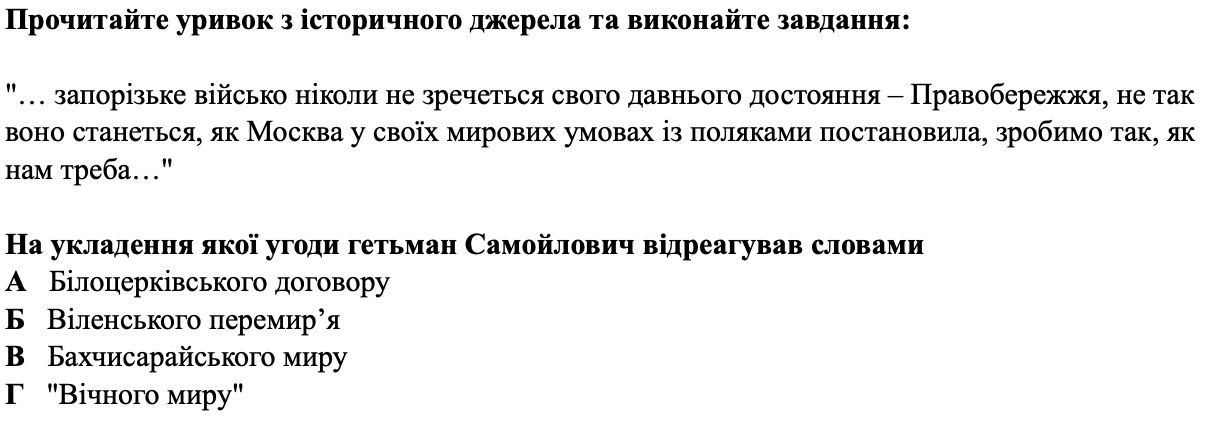 Прочитайте уривок з історичного джерела та виконайте завдання:
"… запорізьке військо ніколи не зречеться свого давнього достояння – Правобережжя, не так
воно станеться, як Москва у своїх мирових умовах із поляками постановила, зробимо так, як
нам треба…"
На укладення якої угоди гетьман Самойлович відреагував словами
А Білоцерківського договору
Б Віленського перемир’я
В Бахчисарайського миру
Г "Вічного миру"